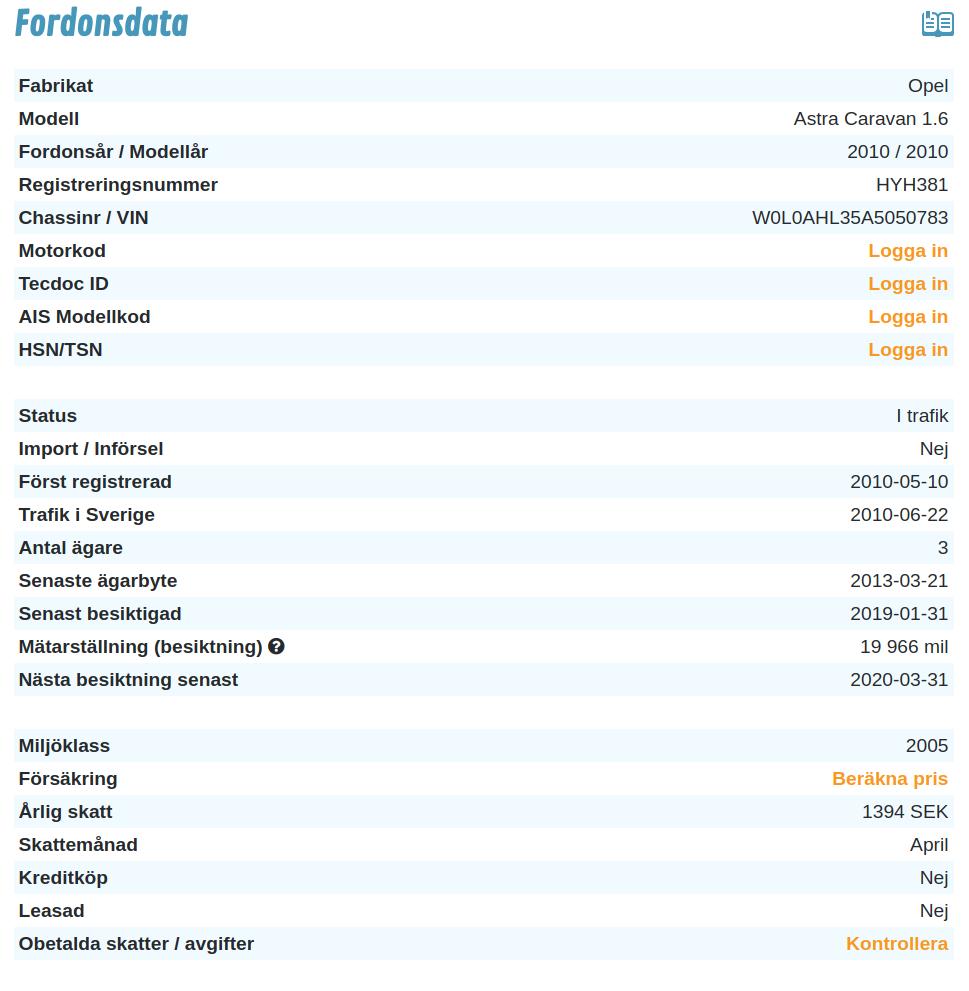 Fordonsdata
Fabrikat Opel
Modell Astra Caravan 1.6
Fordonsår / Modellår 2010 / 2010
Registreringsnummer HYH381
Chassinr / VIN W0L0AHL35A5050783
Motorkod Logga in
Tecdoc ID Logga in
AIS Modellkod Logga in
HSN/TSN Logga in
Status I trafik
Import / Införsel Nej
Först registrerad 2010-05-10
Trafik i Sverige 2010-06-22
Antal ägare 3
Senaste ägarbyte 2013-03-21
Senast besiktigad 2019-01-31
Mätarställning (besiktning) ? 19 966 mil
Nästa besiktning senast 2020-03-31
Miljöklass 2005
Försäkring Beräkna pris
Årlig skatt 1394 SEK
Skattemånad April
Kreditköp Nej
Leasad Nej
Obetalda skatter / avgifter Kontrollera